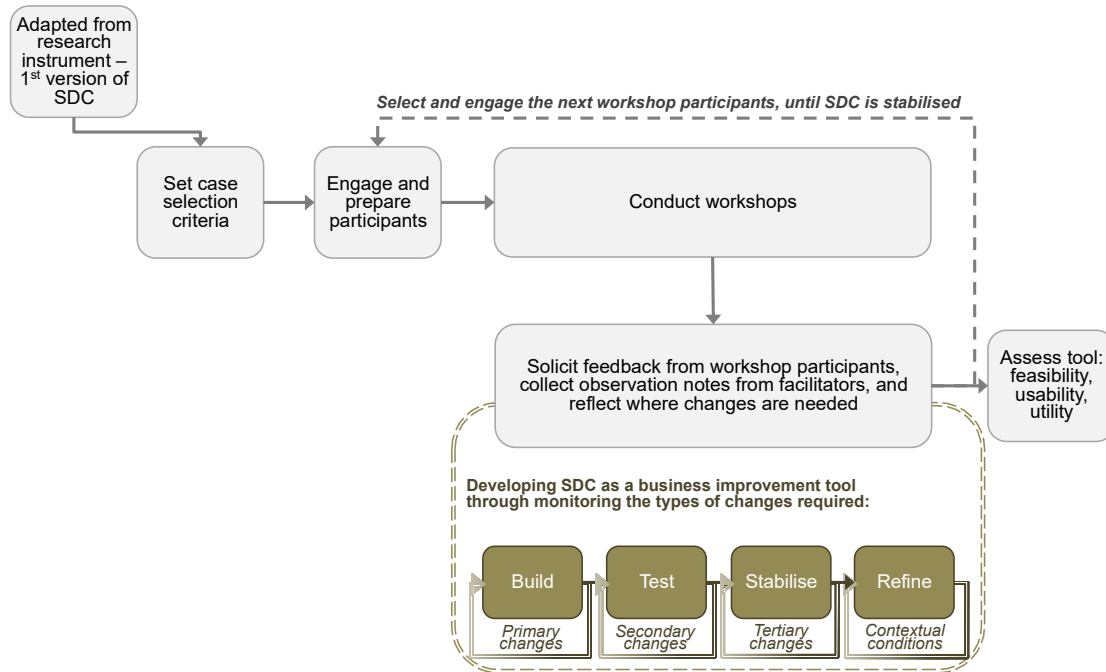 Adapted from
research
instrument –
1st version of
SDC
Select and engage the next workshop participants, until SDC is stabilised
Set case
selection
criteria
Engage and
prepare
participants
Conduct workshops
Solicit feedback from workshop participants,
collect observation notes from facilitators, and
reflect where changes are needed
Assess tool:
feasibility,
usability,
utility
Developing SDC as a business improvement tool
through monitoring the types of changes required:
Build
Test
Stabilise
Refine
Primary
changes
Secondary
changes
Tertiary
changes
Contextual
conditions